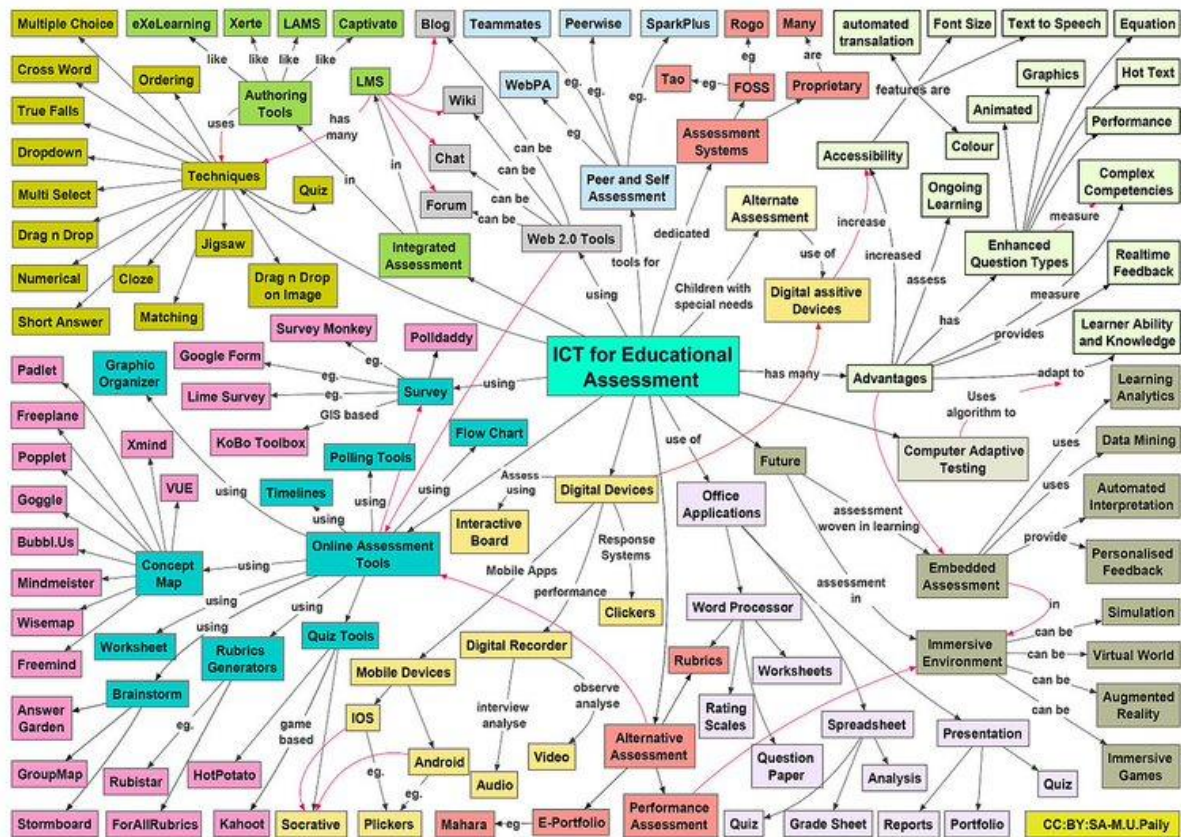 Multiple Choice
eXeLearning
Xerte
LAMS
Captivate
Blog
Teammates
Peerwise
SparkPlus
Rogo
Many
automated
transalation
Font Size
Text to Speech
Equation
like
like
like
like
eg
are
Cross Word
Ordering
Authoring
Tools
LMS
Wiki
WebPA
eg.
eg.
eg.
Tao
eg
FOSS
Proprietary
features are
Graphics
Hot Text
True Falls
uses
has
many
can be
eg
Animated
Performance
Dropdown
Techniques
in
in
Chat
can be
Assessment
Systems
Accessibility
Colour
Multi Select
Quiz
Forum
can be
Peer and Self
Assessment
Alternate
Assessment
Ongoing
Learning
Complex
Competencies
measure
Drag n Drop
Jigsaw
Integrated
Assessment
Web 2.0 Tools
dedicated
increase
increased
Enhanced
Question Types
Numerical
Cloze
Drag n Drop
on Image
tools for
use of
assess
Realtime
Feedback
Short Answer
Matching
using
Children with
special needs
Digital assitive
Devices
has
measure
provides
Survey Monkey
Polldaddy
Learner Ability
and Knowledge
Padlet
Graphic
Organizer
Google Form
eg.
ICT for Educational
Assessment
has many
Advantages
adapt to
Lime Survey
eg.
eg.
Survey
using
Learning
Analytics
Freeplane
GIS based
Uses
algorithm to
Xmind
KoBo Toolbox
Flow Chart
use of
Popplet
Polling Tools
Future
Computer Adaptive
Testing
uses
Data Mining
Goggle
VUE
using
Timelines
using
using
using
Assess
using
Digital Devices
Office
Applications
uses
Automated
Interpretation
Bubbl.Us
Concept
Map
using
Online Assessment
Tools
Interactive
Board
Response
Systems
assessment
woven in learning
provide
Personalised
Feedback
Mindmeister
Mobile Apps
performance
Embedded
Assessment
Wisemap
using
using
using
Clickers
Word Processor
assessment
in
in
Simulation
Freemind
Worksheet
Rubrics
Generators
Quiz Tools
Digital Recorder
Rubrics
Worksheets
Immersive
Environment
can be
can be
Virtual World
Brainstorm
Mobile Devices
can be
can be
Augmented
Reality
Answer
Garden
eg.
game
based
IOS
interview
analyse
observe
analyse
Rating
Scales
Spreadsheet
Presentation
GroupMap
Rubistar
HotPotato
eg.
eg.
Android
Audio
Video
Alternative
Assessment
Question
Paper
Analysis
Quiz
Immersive
Games
Stormboard
ForAllRubrics
Kahoot
Socrative
Plickers
Mahara
eg
E-Portfolio
Performance
Assessment
Quiz
Grade Sheet
Reports
Portfolio
CC:BY:SA-M.U.Paily